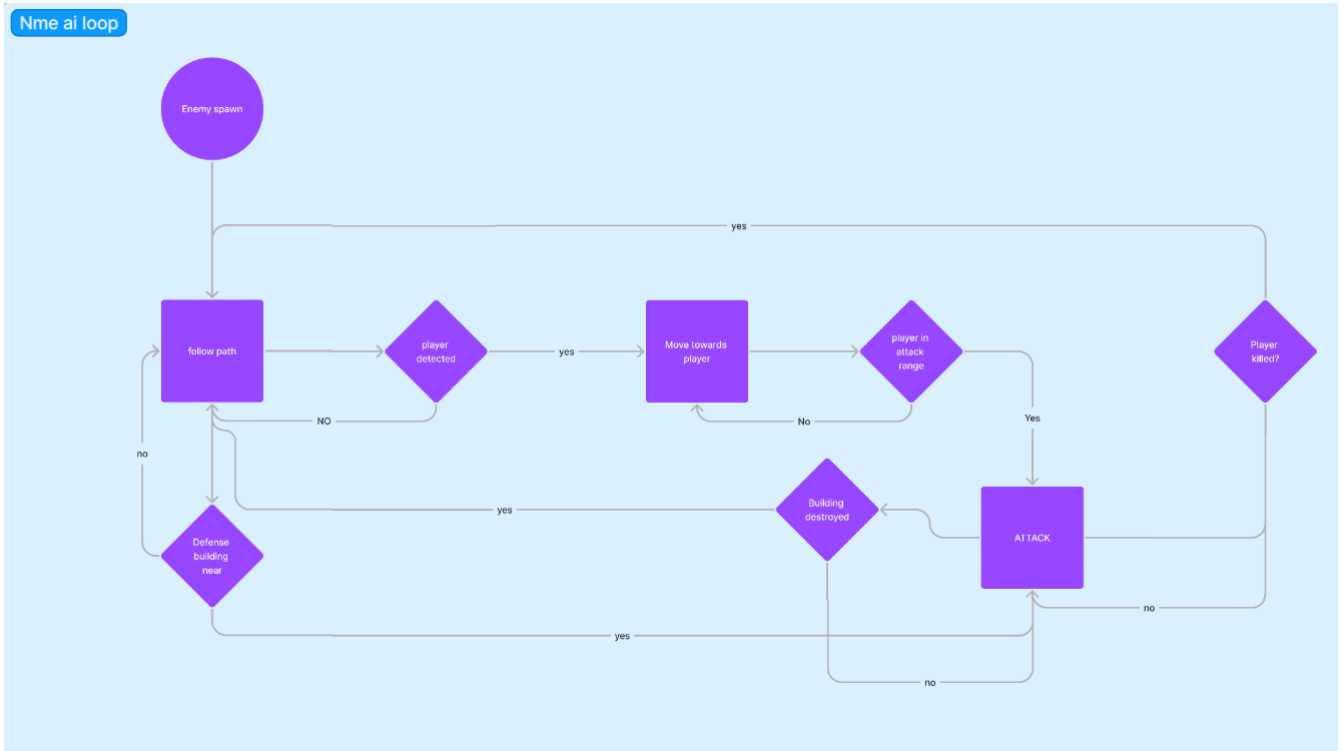 Nme ai loop
Enemy spawn
yes
follow path
player
detected
yes
Move towards
player
player in
attack
range
Player
killed?
NO
No
Yes
no
Building
destroyed
yes
Defense
building
near
ATTACK
no
yes
no